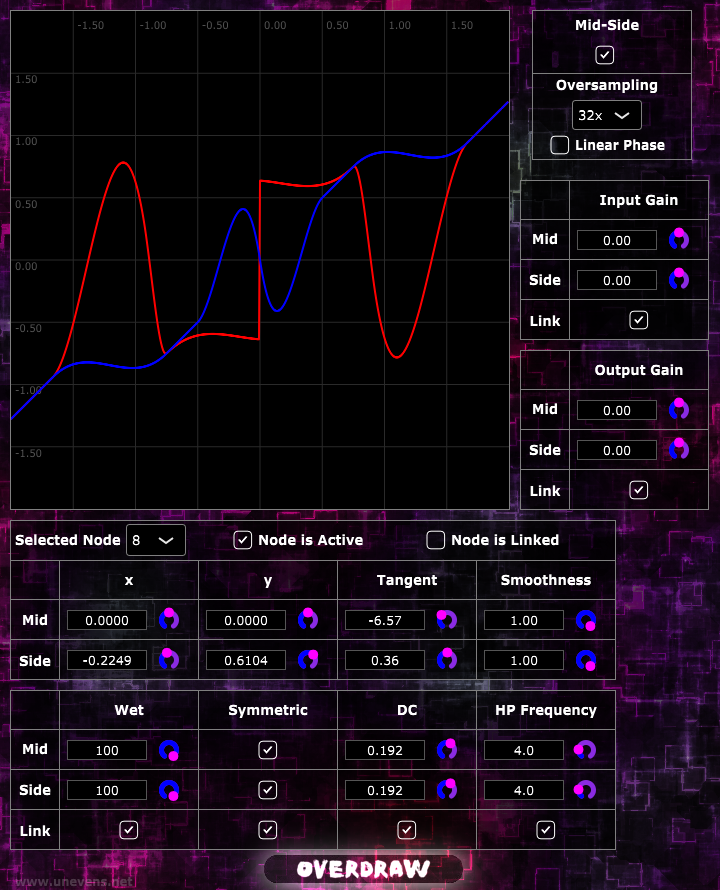 -1.50 -1.00 -0.50 0.00 0.50 1.00 1.50
1.50
1.00
0.50
0.00
-0.50
-1.00
-1.50
Mid-Side
Oversampling
32x
Linear Phase
Input Gain
Mid 0.00
Side 0.00
Link
Output Gain
Mid 0.00
Side 0.00
Link
Selected Node 8 Node is Active Node is Linked
x y Tangent Smoothness
Mid 0.0000 0.0000 -6.57 1.00
Side -0.2249 0.6104 0.36 1.00
Wet Symmetric DC HP Frequency
Mid 100 0.192 4.0
Side 100 0.192 4.0
Link
OVERDRAW
www.unevens.net